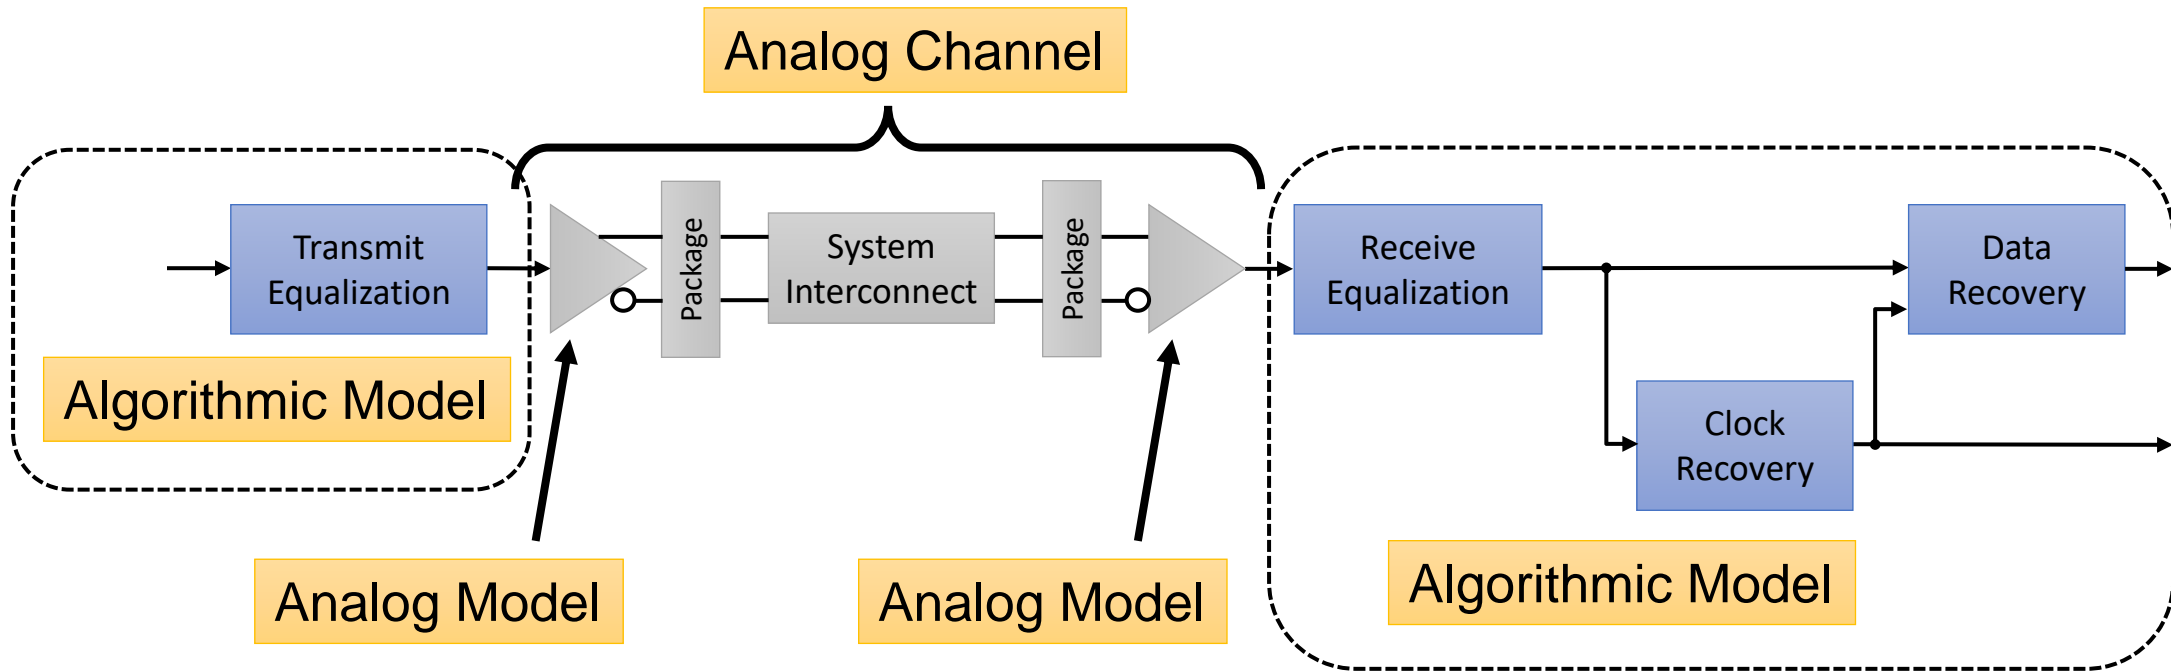 Analog Channel
Transmit
Equalization
Package
System
Interconnect
Package
Receive
Equalization
Data
Recovery
Algorithmic Model
Clock
Recovery
Analog Model
Analog Model
Algorithmic Model